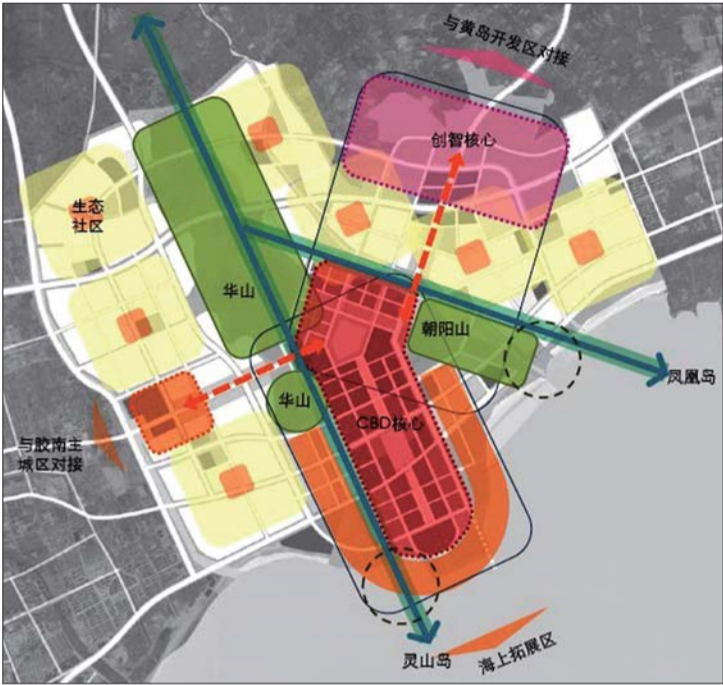 与黄岛开发区对接
创智核心
生态
社区
华山
朝阳山
凤凰岛
华山
CBD核心
与胶南主
城区对接
灵山岛
海上拓展区